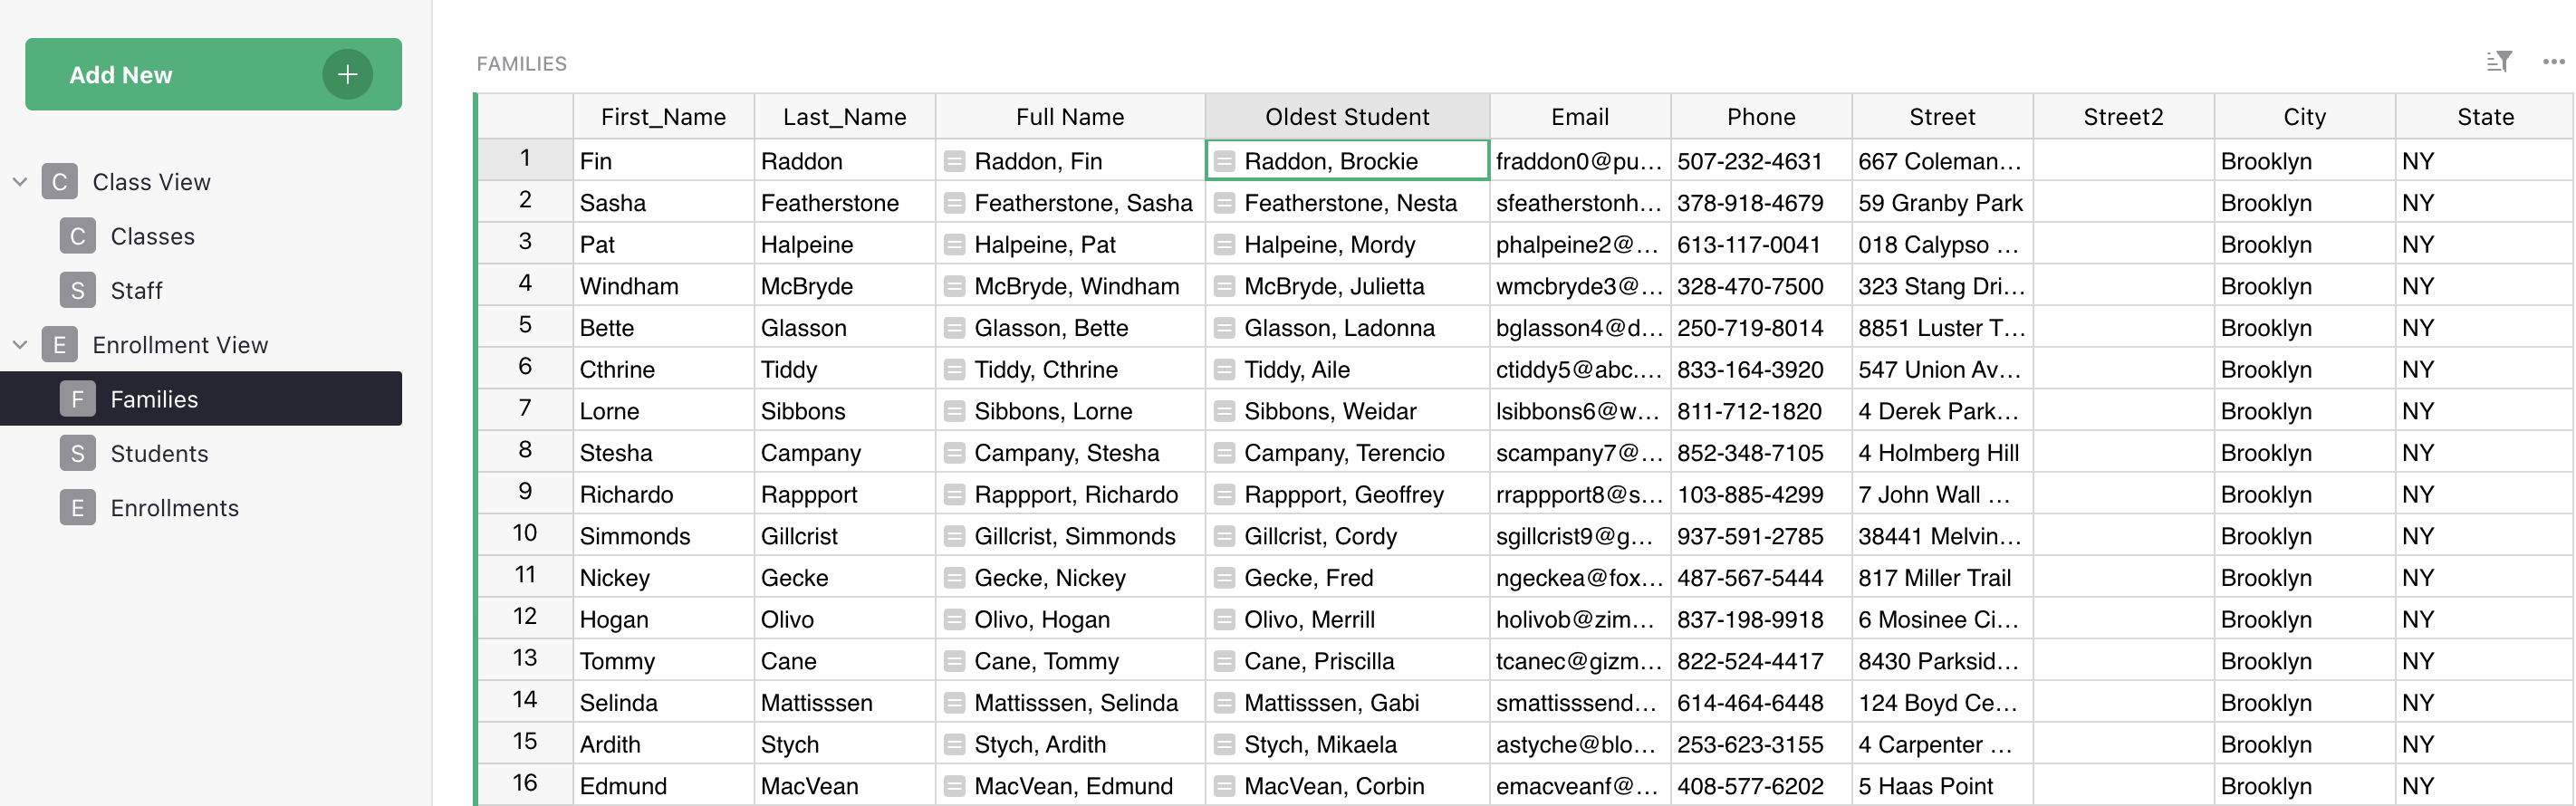 Add New +
C Class View
C Classes
S Staff
E Enrollment View
F Families
S Students
E Enrollments
FAMILIES
First_Name Last_Name Full Name Oldest Student Email Phone Street Street2 City State
1 Fin Raddon Raddon, Fin Raddon, Brockie fraddon0@pu... 507-232-4631 667 Coleman... Brooklyn NY
2 Sasha Featherstone Featherstone, Sasha Featherstone, Nesta sfeatherstonh... 378-918-4679 59 Granby Park Brooklyn NY
3 Pat Halpeine Halpeine, Pat Halpeine, Mordy phalpeine2@... 613-117-0041 018 Calypso ... Brooklyn NY
4 Windham McBryde McBryde, Windham McBryde, Julietta wmcbryde3@... 328-470-7500 323 Stang Dri... Brooklyn NY
5 Bette Glasson Glasson, Bette Glasson, Ladonna bglasson4@d... 250-719-8014 8851 Luster T... Brooklyn NY
6 Cthrine Tiddy Tiddy, Cthrine Tiddy, Aile ctiddy5@abc.... 833-164-3920 547 Union Av... Brooklyn NY
7 Lorne Sibbons Sibbons, Lorne Sibbons, Weidar lsibbons6@w... 811-712-1820 4 Derek Park... Brooklyn NY
8 Stesha Campany Campany, Stesha Campany, Terencio scampany7@... 852-348-7105 4 Holmberg Hill Brooklyn NY
9 Richardo Rappport Rappport, Richardo Rappport, Geoffrey rrappport8@s... 103-885-4299 7 John Wall ... Brooklyn NY
10 Simmonds Gillcrist Gillcrist, Simmonds Gillcrist, Cordy sgillcrist9@g... 937-591-2785 38441 Melvin... Brooklyn NY
11 Nickey Gecke Gecke, Nickey Gecke, Fred ngeckea@fox... 487-567-5444 817 Miller Trail Brooklyn NY
12 Hogan Olivo Olivo, Hogan Olivo, Merrill holivob@zim... 837-198-9918 6 Mosinee Ci... Brooklyn NY
13 Tommy Cane Cane, Tommy Cane, Priscilla tcanec@gizm... 822-524-4417 8430 Parksid... Brooklyn NY
14 Selinda Mattisssen Mattisssen, Selinda Mattisssen, Gabi smattisssend... 614-464-6448 124 Boyd Ce... Brooklyn NY
15 Ardith Stych Stych, Ardith Stych, Mikaela astyche@blo... 253-623-3155 4 Carpenter ... Brooklyn NY
16 Edmund MacVean MacVean, Edmund MacVean, Corbin emacveanf@... 408-577-6202 5 Haas Point Brooklyn NY